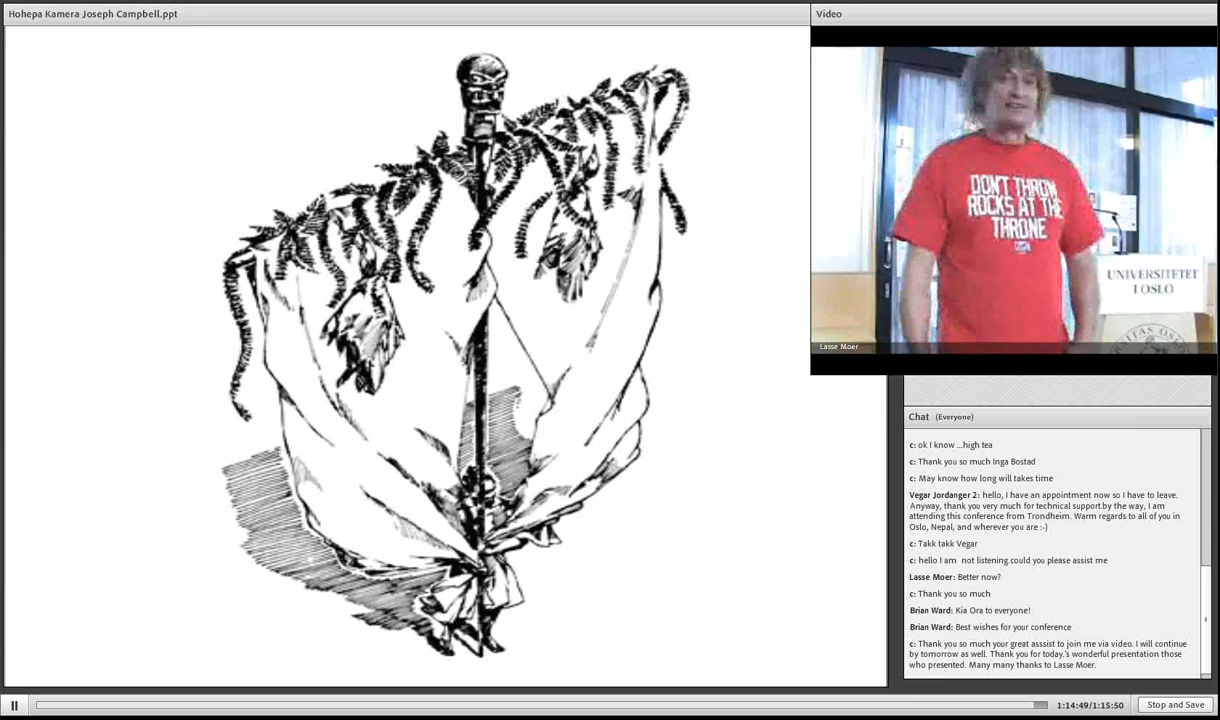 Hohepa Kamera Joseph Campbell.ppt
Video
DON'T THROW
ROCKS AT THE
THRONE
UNIVERSITETET
I OSLO
Lasse Moer
Chat (Everyone)
c: ok I know ...high tea
c: Thank you so much Inga Bostad
c: May know how long will takes time
Vegar Jordanger 2: hello, I have an appointment now so I have to leave.
Anyway, thank you very much for technical support.by the way, I am
attending this conference from Trondheim. Warm regards to all of you in
Oslo, Nepal, and wherever you are :-)
c: Takk takk Vegar
c: hello I am not listening.could you please assist me
Lasse Moer: Better now?
c: Thank you so much
Brian Ward: Kia Ora to everyone!
Brian Ward: Best wishes for your conference
c: Thank you so much your great asssist to join me via video. I will continue
by tomorrow as well. Thank you for today.'s wonderful presentation those
who presented. Many many thanks to Lasse Moer.
1:14:49/1:15:50
Stop and Save